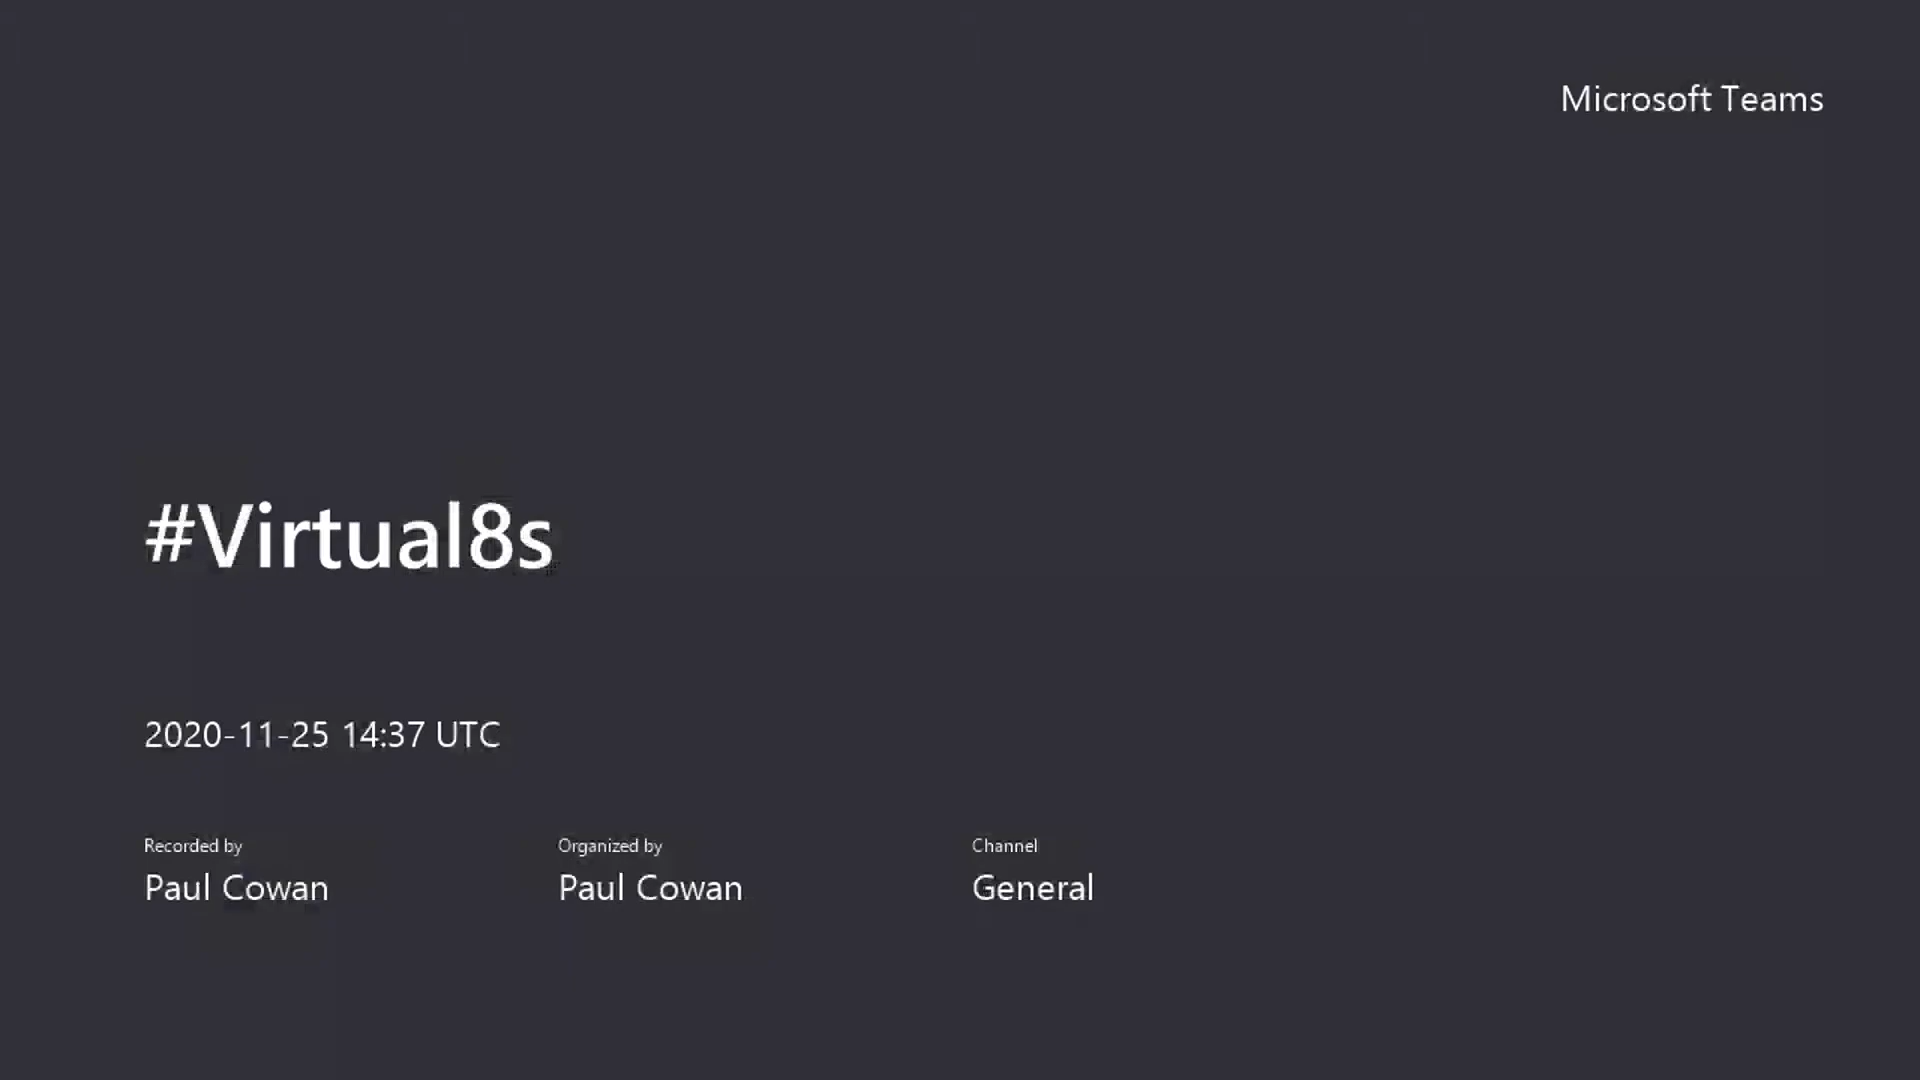 Microsoft Teams
#Virtual8s
2020-11-25 14:37 UTC
Recorded by
Paul Cowan
Organized by
Paul Cowan
Channel
General